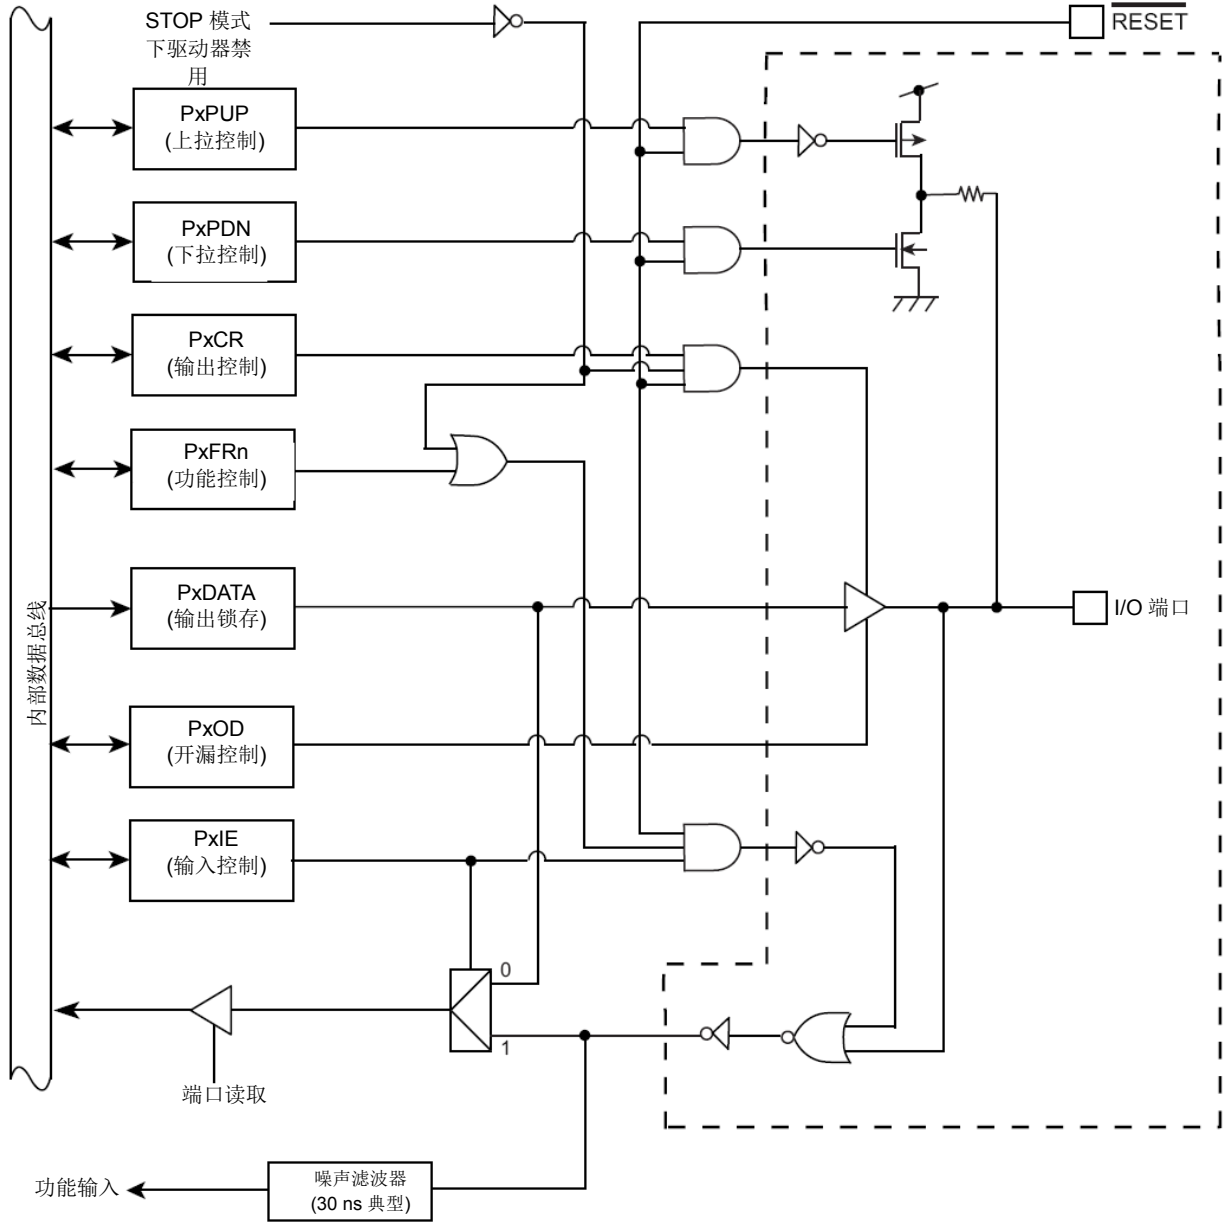 STOP 模式
下驱动器禁
用
RESET
PxPUP
(上拉控制)
PxPDN
(下拉控制)
PxCR
(输出控制)
PxFRn
(功能控制)
PxDATA
(输出锁存)
I/O 端口
内部数据总线
PxOD
(开漏控制)
PxIE
(输入控制)
0
1
端口读取
功能输入
噪声滤波器
(30 ns 典型)